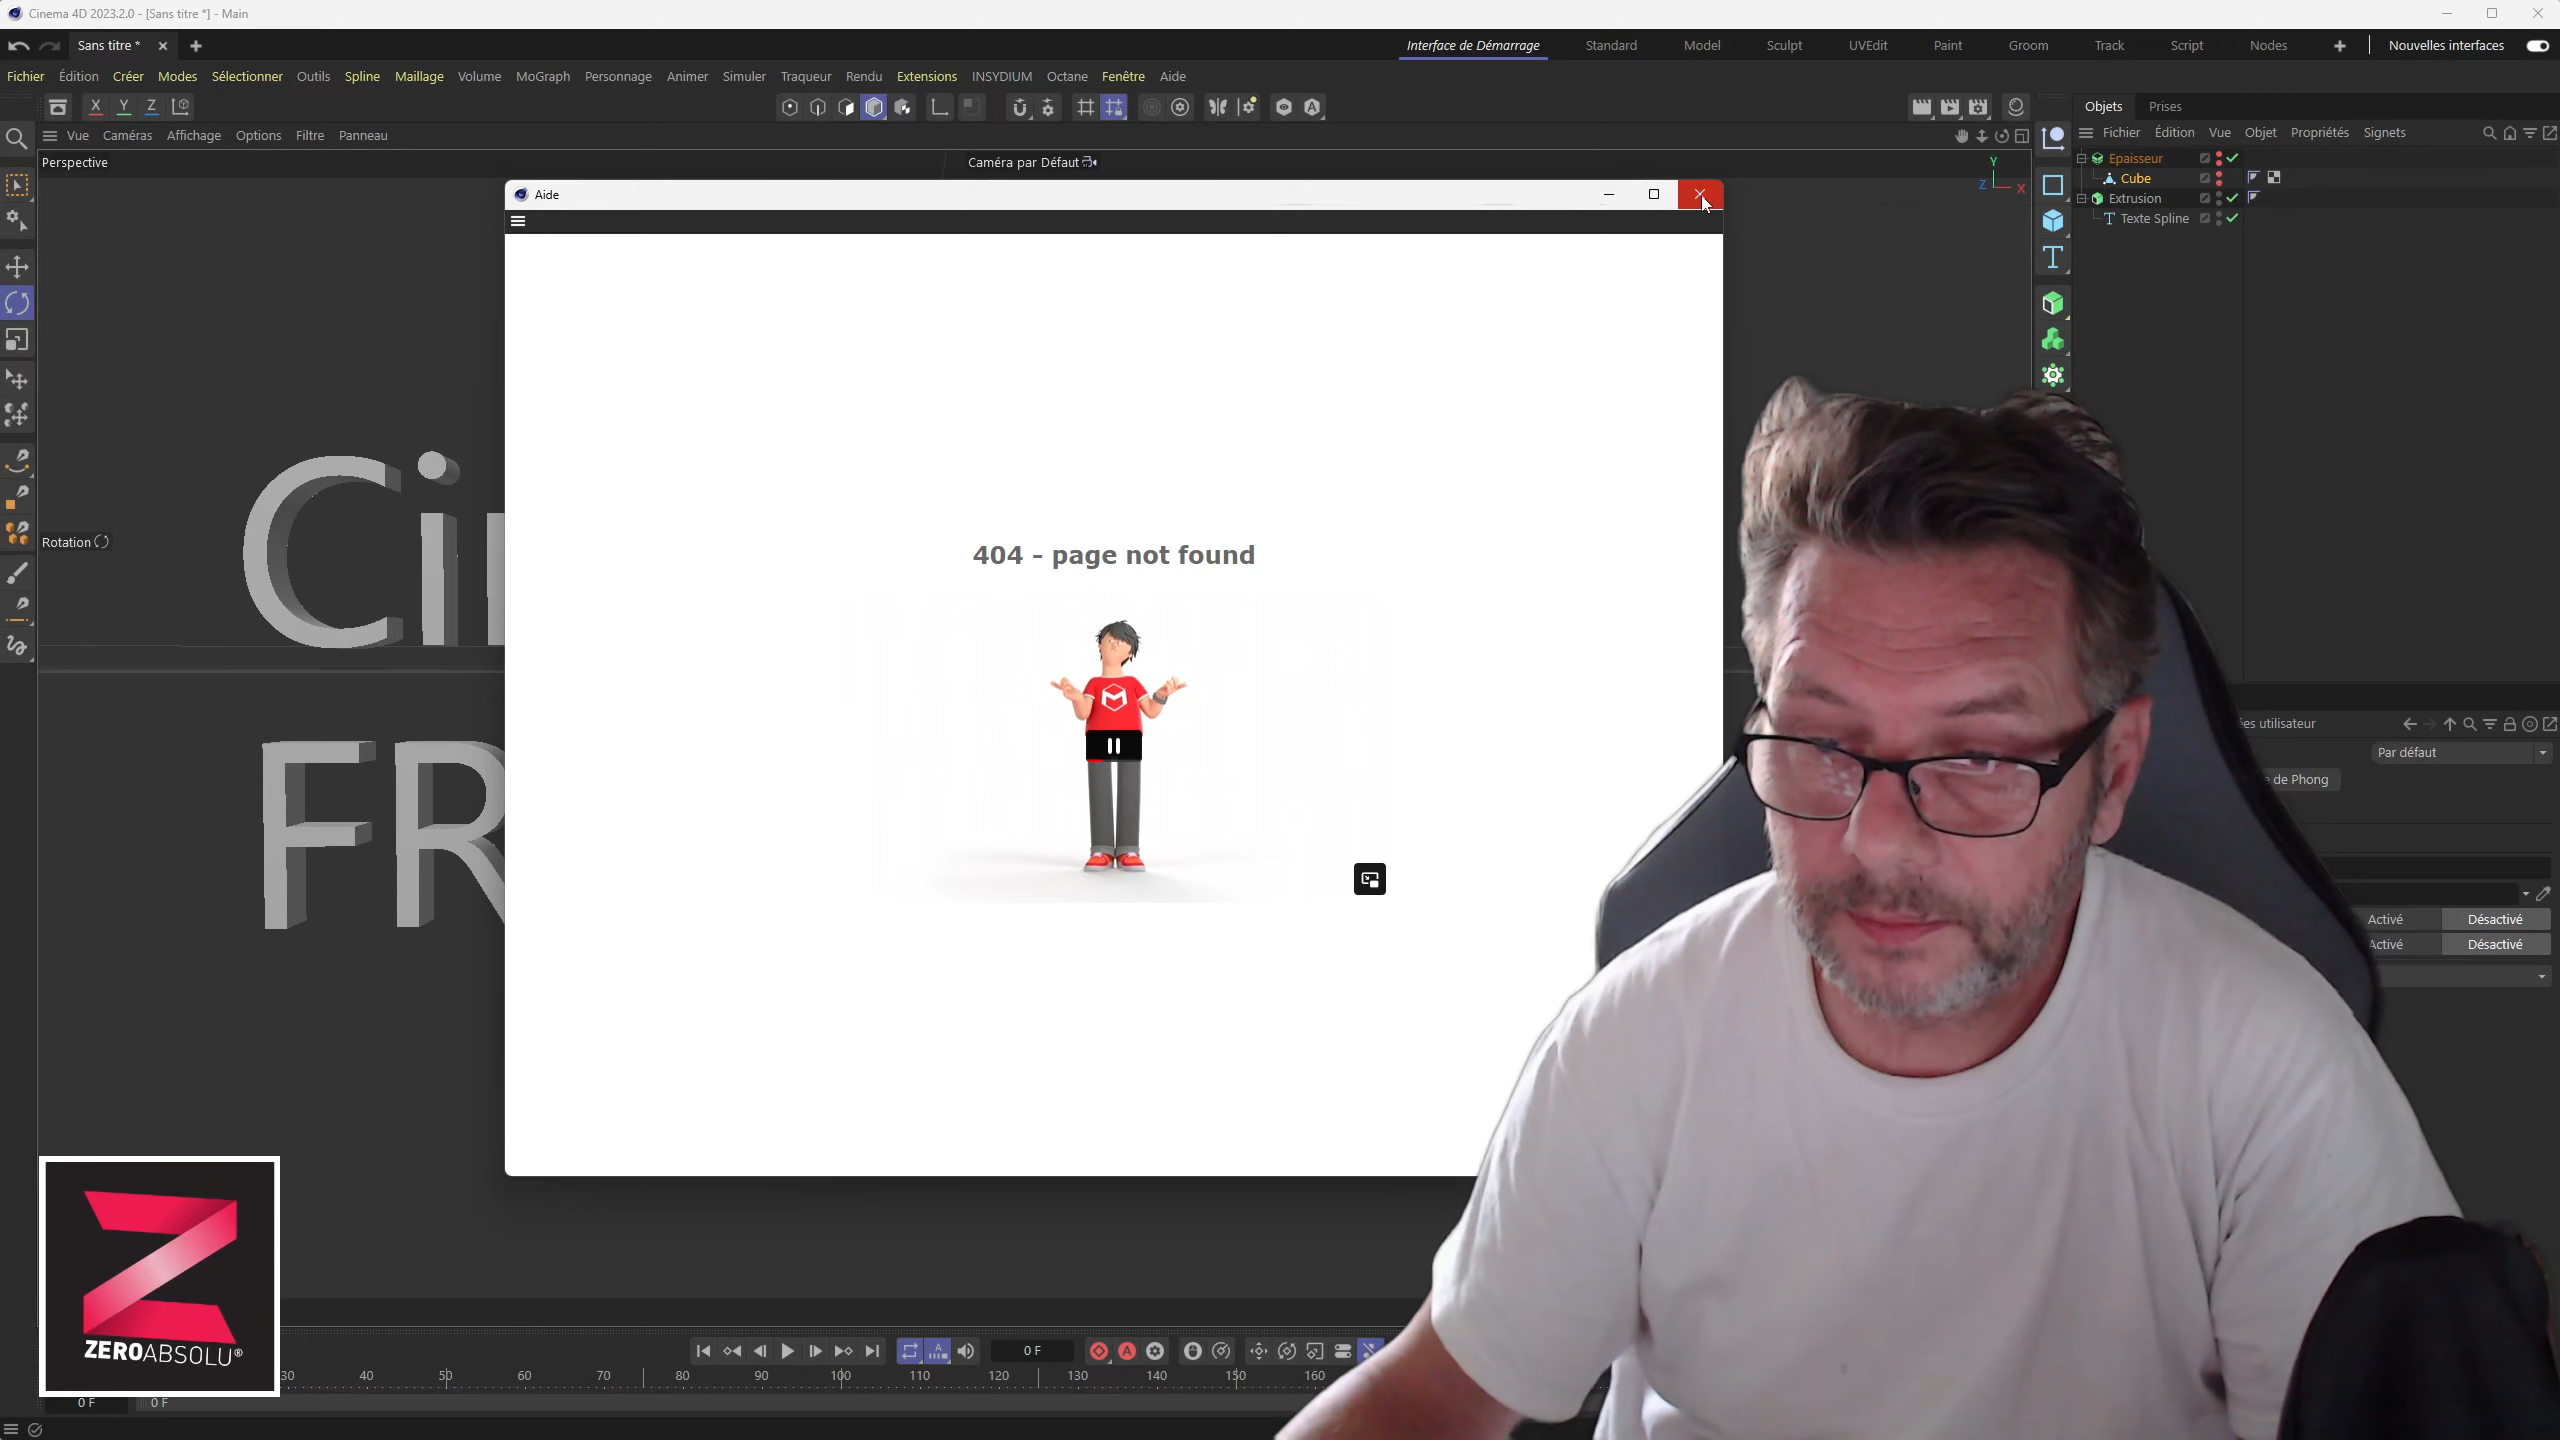 Cinema 4D 2023.2.0 - [Sans titre *] - Main
Sans titre *
Interface de Démarrage Standard Model Sculpt UVEdit Paint Groom Track Script Nodes Nouvelles interfaces
Fichier Édition Créer Modes Sélectionner Outils Spline Maillage Volume MoGraph Personnage Animer Simuler Traqueur Rendu Extensions INSYDIUM Octane Fenêtre Aide
X Y Z
Objets Prises
Vue Caméras Affichage Options Filtre Panneau
Fichier Édition Vue Objet Propriétés Signets
Perspective
Caméra par Défaut
Y
Z X
Epaisseur
Cube
Extrusion
Texte Spline
Aide
Rotation
Ci
404 - page not found
FR
es utilisateur
Par défaut
de Phong
Activé Désactivé
Activé Désactivé
ZEROABSOLU®
0 F
30 40 50 60 70 80 90 100 110 120 130 140 150 160
0 F 0 F